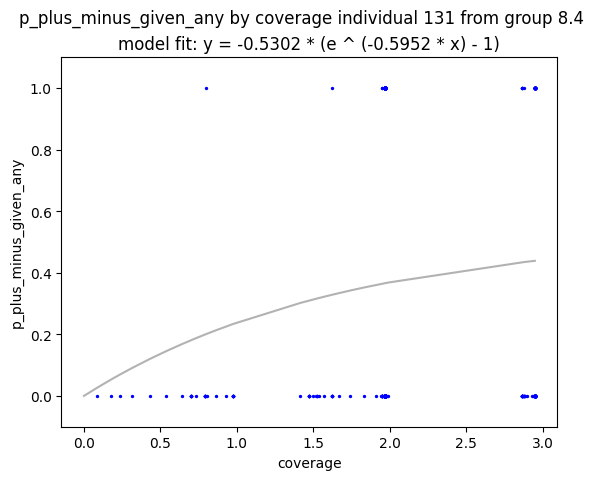 p_plus_minus_given_any by coverage individual 131 from group 8.4
model fit: y = -0.5302 * (e ^ (-0.5952 * x) - 1)
1.0
0.8
0.6
0.4
0.2
0.0
p_plus_minus_given_any
0.0 0.5 1.0 1.5 2.0 2.5 3.0
coverage